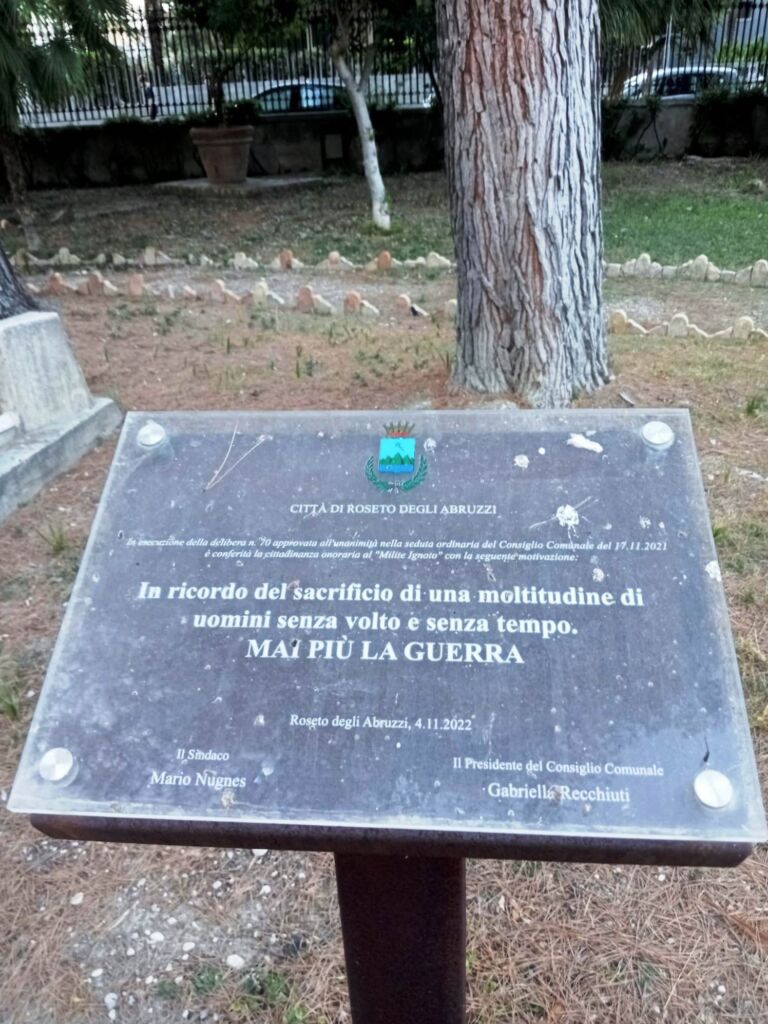 CITTÀ DI ROSETO DEGLI ABRUZZI
In esecuzione della delibera n. 70 approvata all'unanimità nella seduta ordinaria del Consiglio Comunale del 17.11.2021
è conferità la cittadinanza onoraria al "Milite Ignoto" con la seguente motivazione:
In ricordo del sacrificio di una moltitudine di
uomini senza volto e senza tempo.
MAI PIÙ LA GUERRA
Roseto degli Abruzzi, 4.11.2022
Il Sindaco
Mario Nugnes
Il Presidente del Consiglio Comunale
Gabriella Recchiuti